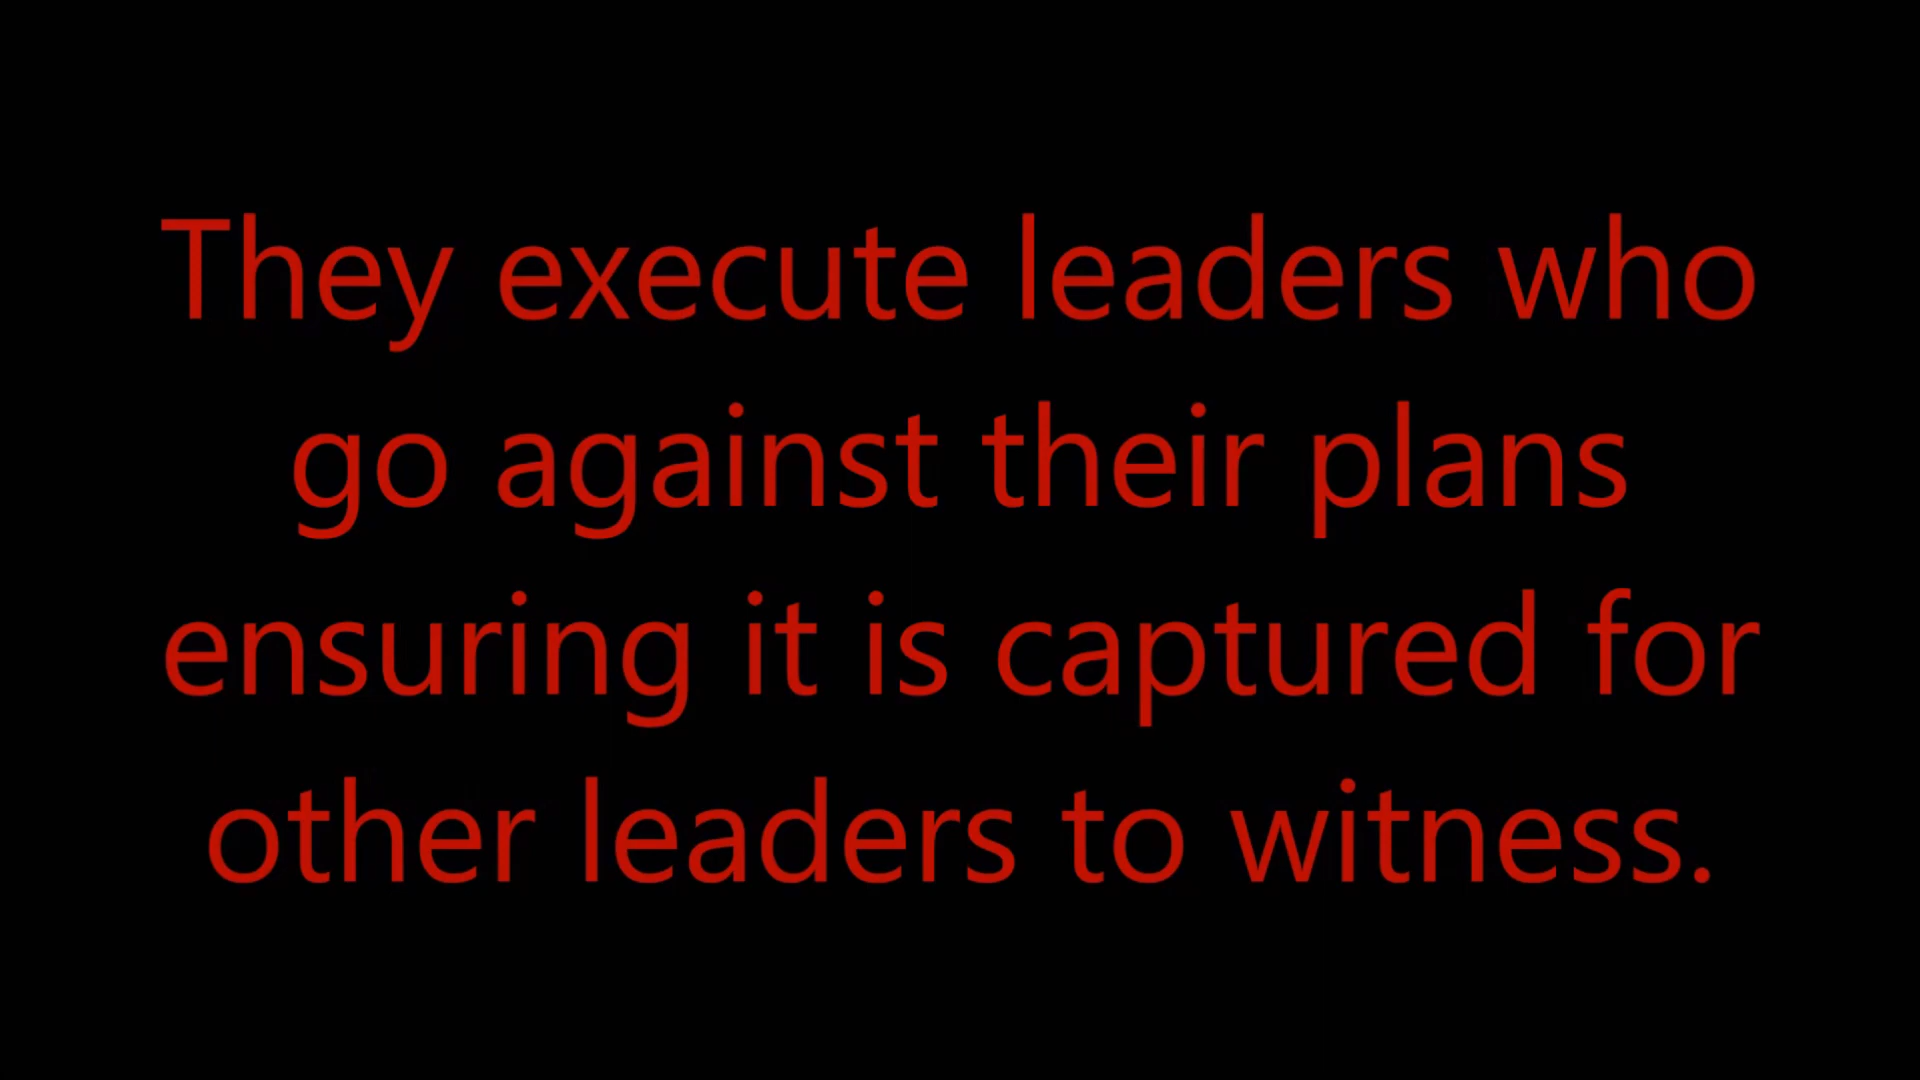 They execute leaders who
go against their plans
ensuring it is captured for
other leaders to witness.